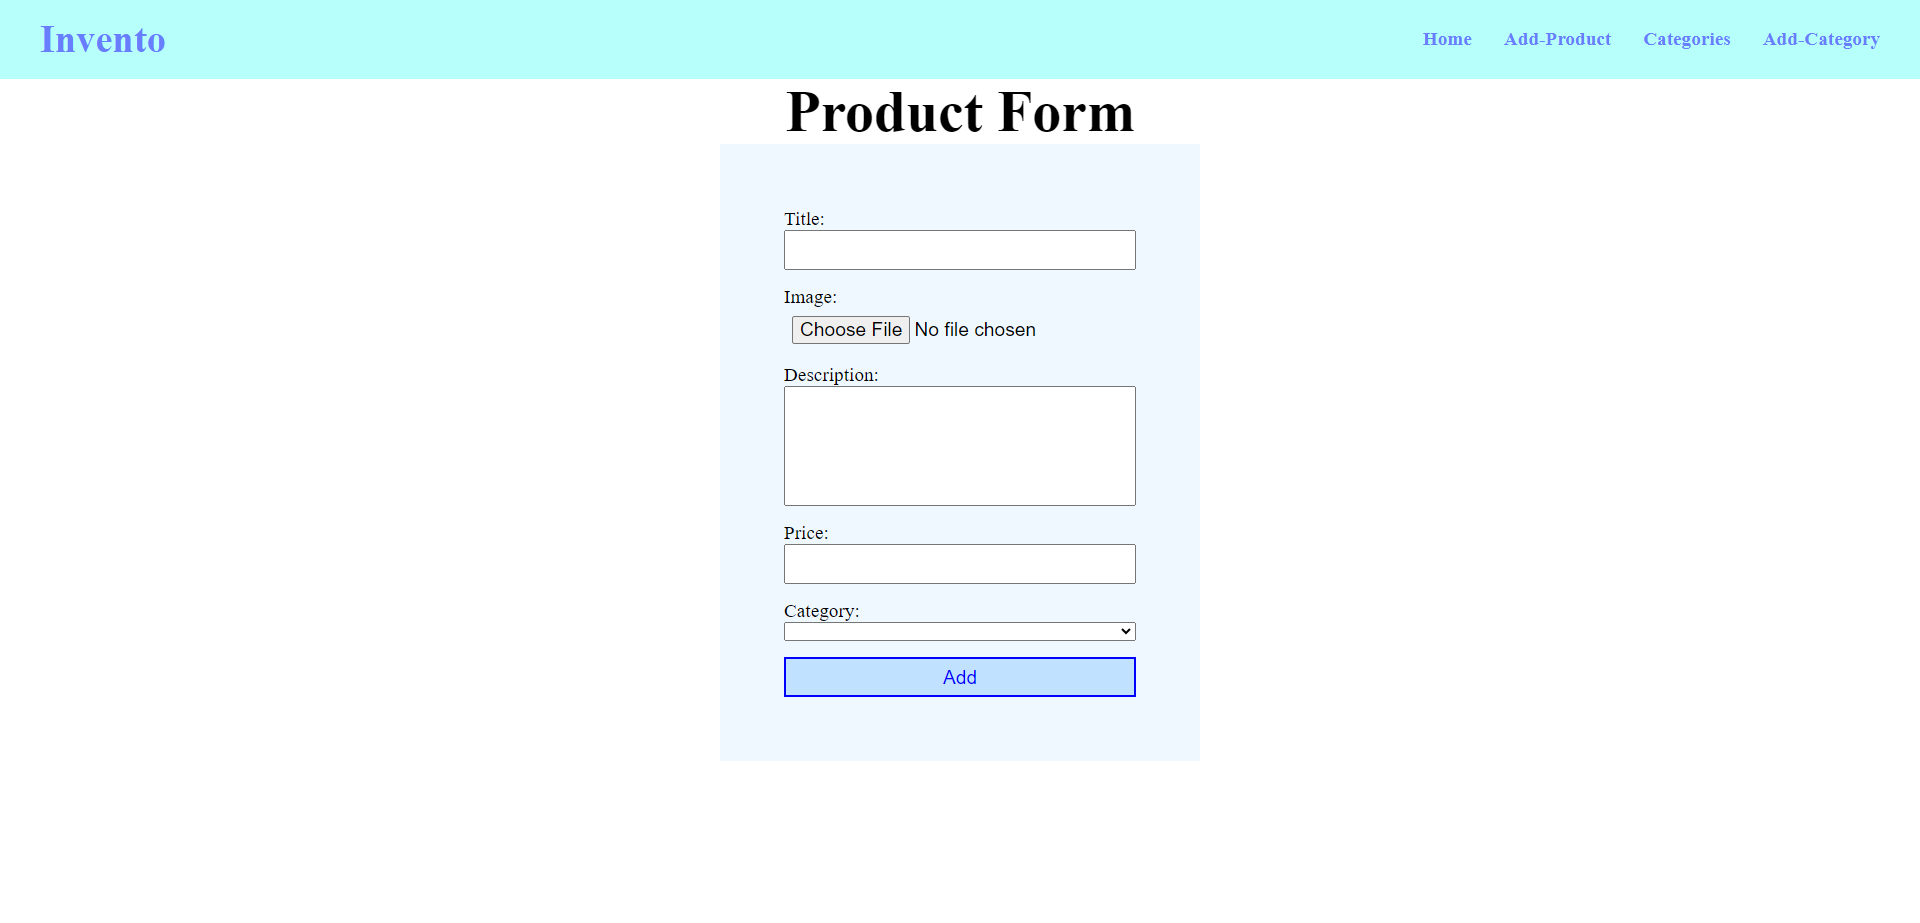 Invento
Home Add-Product Categories Add-Category
Product Form
Title:
Image:
Choose File No file chosen
Description:
Price:
Category:
Add